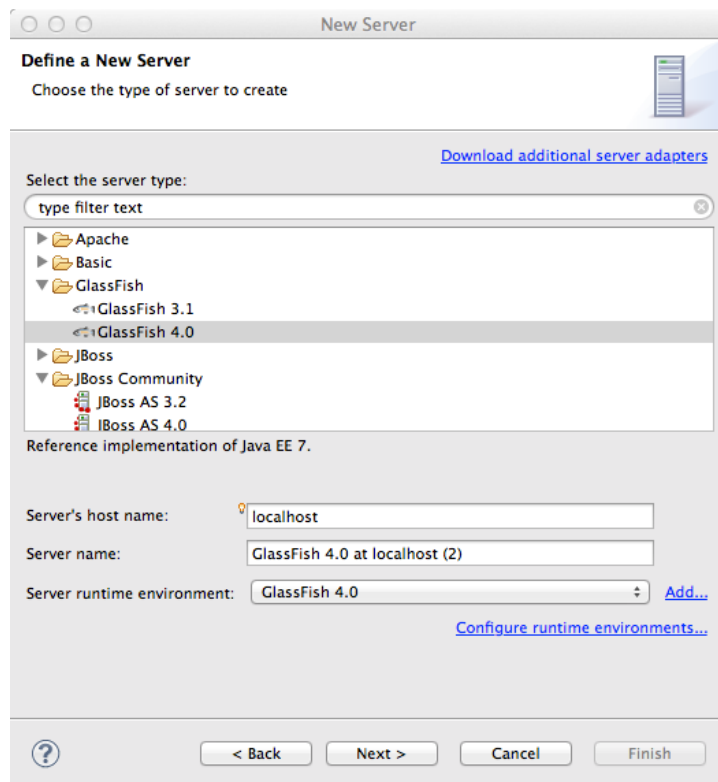 New Server
Define a New Server
Choose the type of server to create
Download additional server adapters
Select the server type:
type filter text
Apache
Basic
GlassFish
GlassFish 3.1
GlassFish 4.0
JBoss
JBoss Community
JBoss AS 3.2
JBoss AS 4.0
Reference implementation of Java EE 7.
Server's host name: localhost
Server name: GlassFish 4.0 at localhost (2)
Server runtime environment: GlassFish 4.0 Add...
Configure runtime environments...
? < Back Next > Cancel Finish